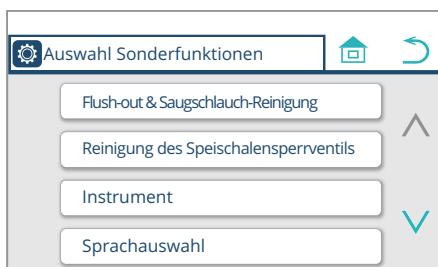 Auswahl Sonderfunktionen
Flush-out & Saugschlauch-Reinigung
Reinigung des Speischalensperrventils
Instrument
Sprachauswahl